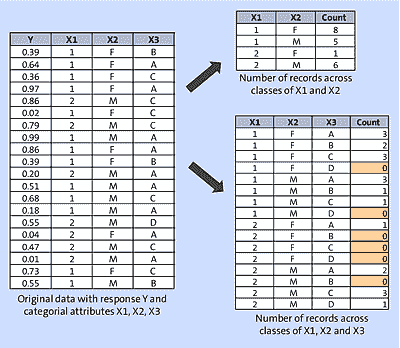 Y X1 X2 X3
0.39 1 F B
0.64 1 F A
0.36 1 F C
0.97 1 F A
0.86 2 M C
0.02 1 F C
0.79 2 M C
0.99 1 M A
0.86 1 F A
0.39 1 F B
0.20 2 M A
0.51 1 M A
0.68 1 M C
0.18 1 M A
0.55 2 M D
0.04 2 F A
0.47 2 M C
0.01 2 M A
0.73 1 F C
0.55 1 M B
Original data with response Y and
categorial attributes X1, X2, X3
X1 X2 Count
1 F 8
1 M 5
2 F 1
2 M 6
Number of records across
classes of X1 and X2
X1 X2 X3 Count
1 F A 3
1 F B 2
1 F C 3
1 F D 0
1 M A 3
1 M B 1
1 M C 1
1 M D 0
2 F A 1
2 F B 0
2 F C 0
2 F D 0
2 M A 2
2 M B 0
2 M C 3
2 M D 1
Number of records across
classes of X1, X2 and X3